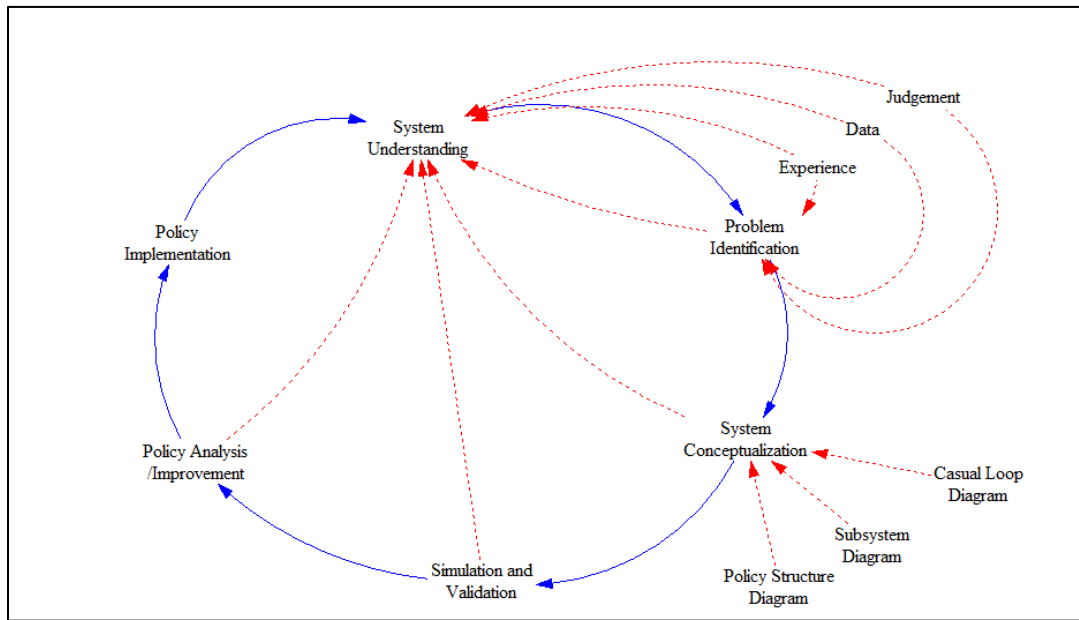 Judgement
Data
Experience
System
Understanding
Problem
Identification
Policy
Implementation
System
Conceptualization
Policy Analysis
/Improvement
Casual Loop
Diagram
Subsystem
Diagram
Simulation and
Validation
Policy Structure
Diagram